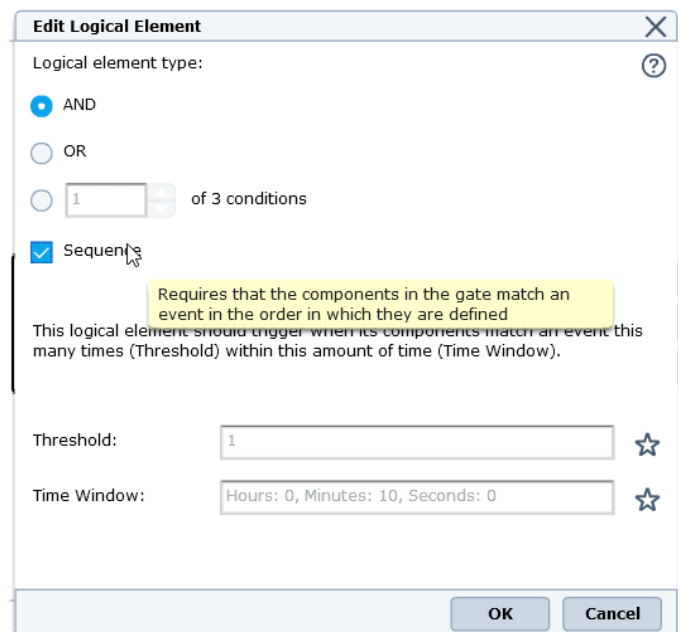 Edit Logical Element
Logical element type:
AND
OR
1 of 3 conditions
Sequence
Requires that the components in the gate match an
event in the order in which they are defined
This logical element should trigger when its components match an event this
many times (Threshold) within this amount of time (Time Window).
Threshold: 1
Time Window: Hours: 0, Minutes: 10, Seconds: 0
OK Cancel